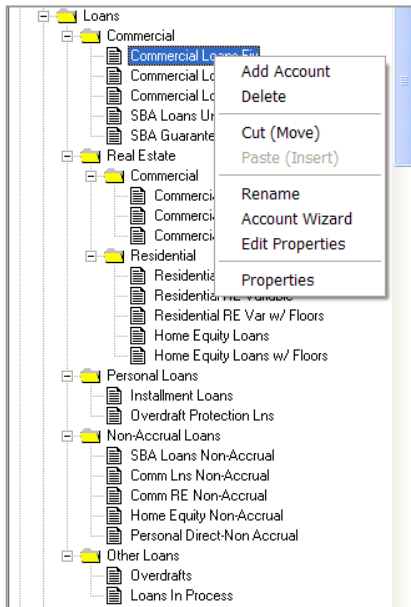 Loans
Commercial
Commercial Loans Fix
Commercial Lo
Commercial Lo
SBA Loans Un
SBA Guarante
Real Estate
Commercial
Commerci
Commerci
Commerci
Residential
Residentia
Residential RE Variable
Residential RE Var w/ Floors
Home Equity Loans
Home Equity Loans w/ Floors
Personal Loans
Installment Loans
Overdraft Protection Lns
Non-Accrual Loans
SBA Loans Non-Accrual
Comm Lns Non-Accrual
Comm RE Non-Accrual
Home Equity Non-Accrual
Personal Direct-Non Accrual
Other Loans
Overdrafts
Loans In Process
Add Account
Delete
Cut (Move)
Paste (Insert)
Rename
Account Wizard
Edit Properties
Properties